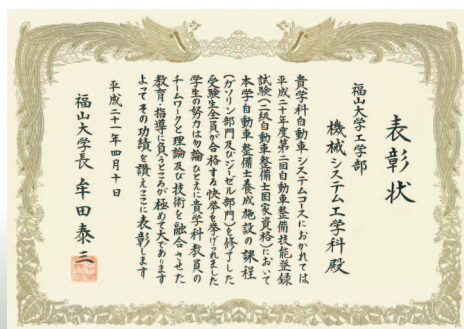 表彰状
福山大学工学部
機械システム工学科殿
貴学科自動車システムコースにおかれては
平成二十年度第二回自動車整備技能登録
試験(二級自動車整備士国家資格)において
本学自動車整備士養成施設の課程
(ガソリン部門及びジーゼル部門)を修了した
受験生全員が合格する快挙を挙げられました
学生の努力は勿論ひとえに貴学科教員の
チームワークと理論及び技術を融合させた
教育・指導に負うところが極めて大であります
よってその功績を讃えここに表彰します
平成二十一年四月十日
福山大学長 牟田泰三